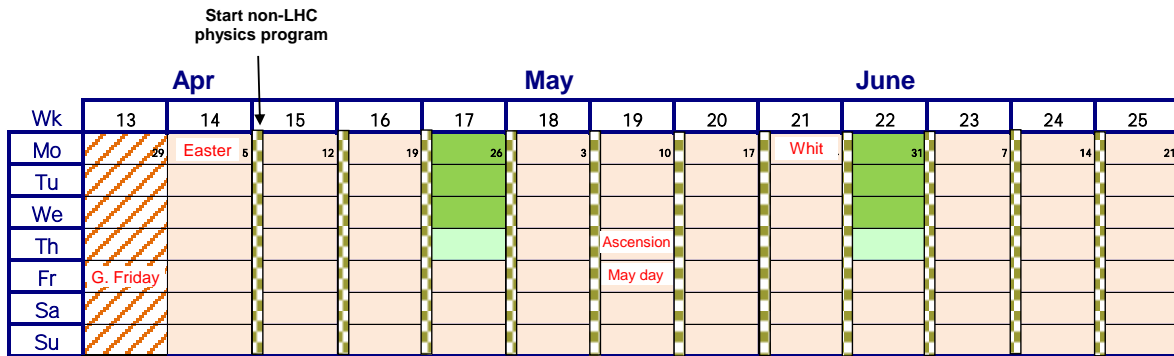 Start non-LHC
physics program
Apr May June
Wk 13 14 15 16 17 18 19 20 21 22 23 24 25
Mo 29 Easter 5 12 19 26 3 10 17 Whit 31 7 14 21
Tu
We
Th Ascension
Fr G. Friday May day
Sa
Su